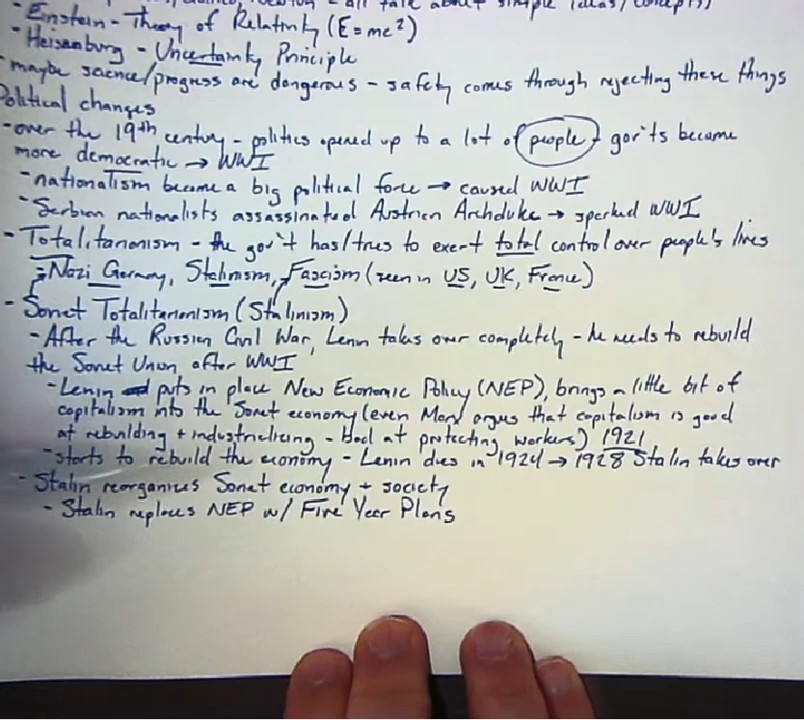 - all talk about simple ideas/concepts)
- Einstein - Theory of Relativity (E=mc²)
- Heisenburg - Uncertainty Principle
- maybe science/progress are dangerous - safety comes through rejecting these things
Political changes
- over the 19th century - politics opened up to a lot of people + gov'ts became
more democratic → WWI
- nationalism became a big political force → caused WWI
- Serbian nationalists assassinated Austrian Archduke → sparked WWI
- Totalitarianism - the gov't has/tries to exert total control over people's lives
- Nazi Germany, Stalinism, Fascism (seen in US, UK, France)
- Soviet Totalitarianism (Stalinism)
- After the Russian Civil War, Lenin takes over completely - he needs to rebuild
the Soviet Union after WWI
- Lenin puts in place New Economic Policy (NEP), brings a little bit of
capitalism into the Soviet economy (even Marx argues that capitalism is good
at rebuilding + industrializing - bad at protecting workers) 1921
- starts to rebuild the economy - Lenin dies in 1924 → 1928 Stalin takes over
- Stalin reorganizes Soviet economy + society
- Stalin replaces NEP w/ Five Year Plans